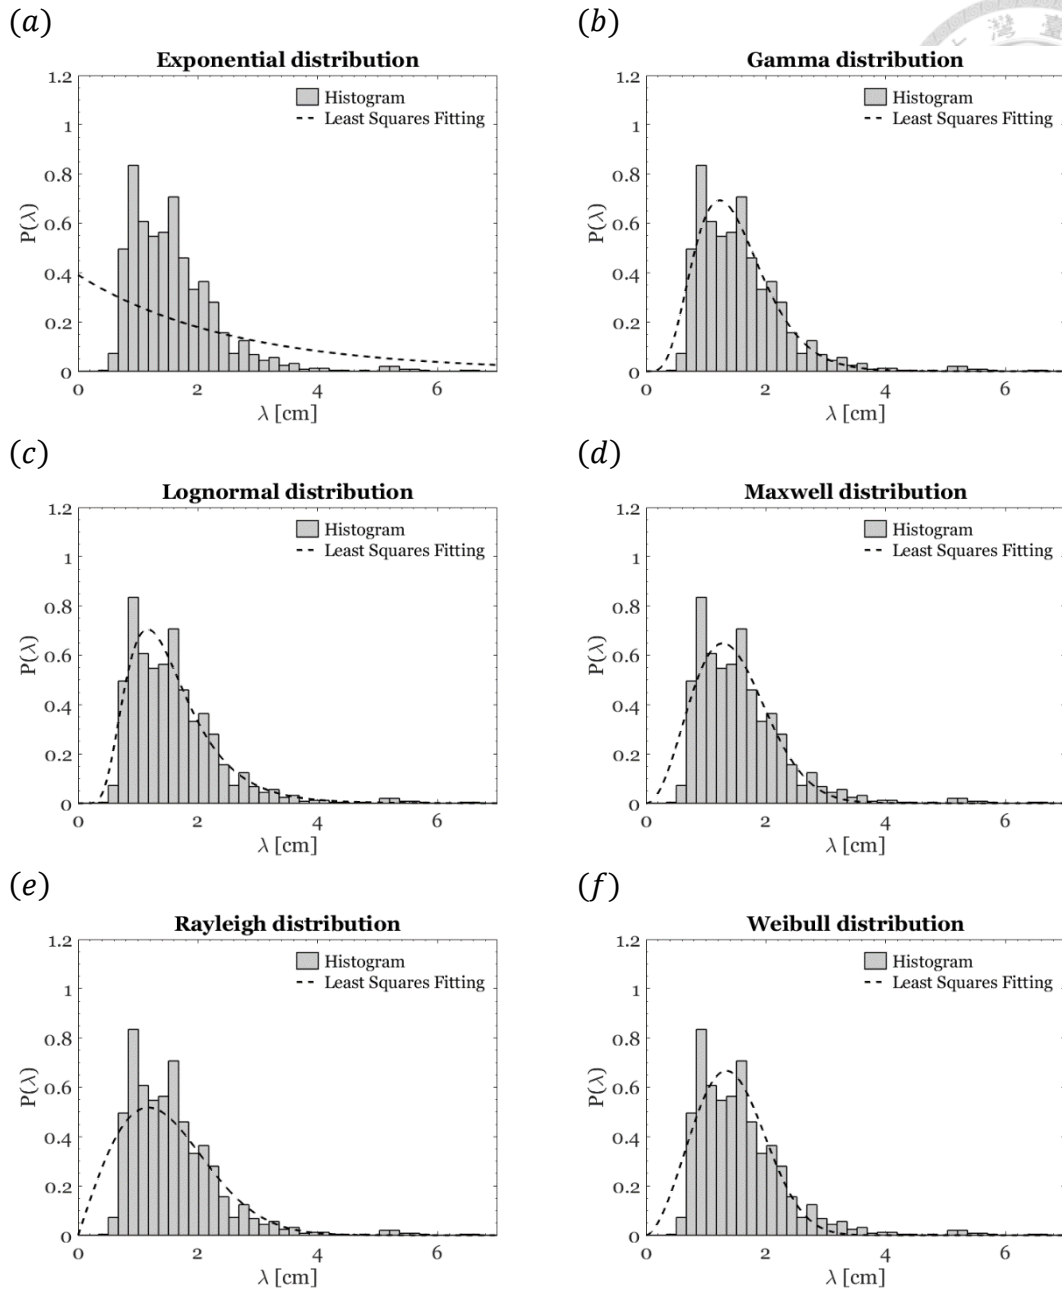 (a)
Exponential distribution
1.2
1
0.8
0.6
0.4
0.2
0
P(λ)
Histogram
Least Squares Fitting
0 2 4 6
λ [cm]
(b)
灣 臺
Gamma distribution
1.2
1
0.8
0.6
0.4
0.2
0
P(λ)
Histogram
Least Squares Fitting
0 2 4 6
λ [cm]
(c)
Lognormal distribution
1.2
1
0.8
0.6
0.4
0.2
0
P(λ)
Histogram
Least Squares Fitting
0 2 4 6
λ [cm]
(d)
Maxwell distribution
1.2
1
0.8
0.6
0.4
0.2
0
P(λ)
Histogram
Least Squares Fitting
0 2 4 6
λ [cm]
(e)
Rayleigh distribution
1.2
1
0.8
0.6
0.4
0.2
0
P(λ)
Histogram
Least Squares Fitting
0 2 4 6
λ [cm]
(f)
Weibull distribution
1.2
1
0.8
0.6
0.4
0.2
0
P(λ)
Histogram
Least Squares Fitting
0 2 4 6
λ [cm]